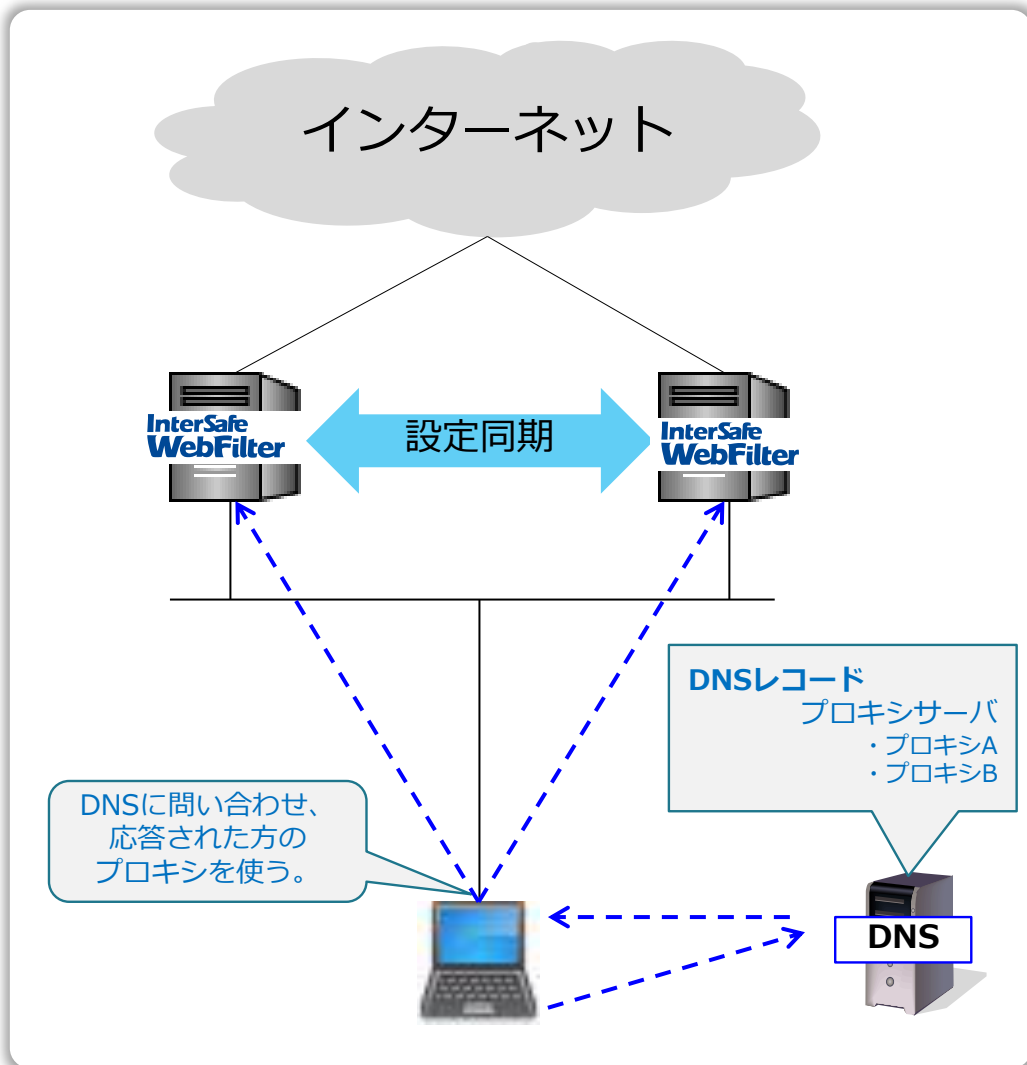 インターネット
InterSafe
WebFilter
設定同期
InterSafe
WebFilter
DNSレコード
プロキシサーバ
・プロキシA
・プロキシB
DNSに問い合わせ、
応答された方の
プロキシを使う。
DNS